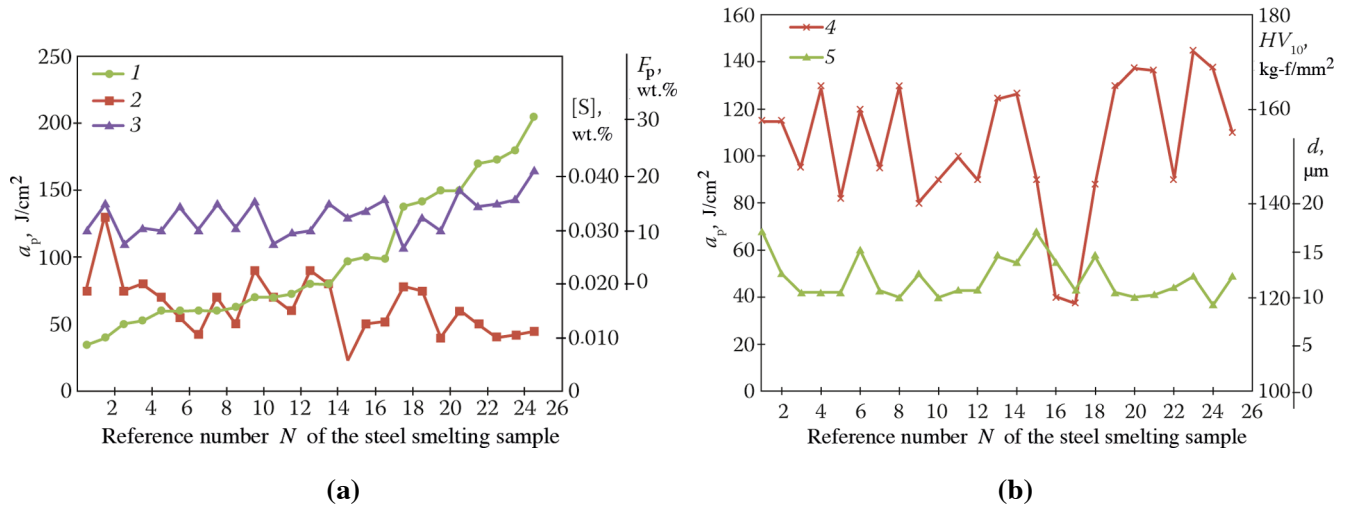 250
200
150
100
50
0
a_p, J/cm²
1
2
3
F_p,
wt.%
[S],
wt.%
30
0.040 20
0.030 10
0.020 0
0.010
0
2 4 6 8 10 12 14 16 18 20 22 24 26
Reference number N of the steel smelting sample
(a)
160
140
120
100
80
60
40
20
0
a_p, J/cm²
4
5
180
HV₁₀,
kg-f/mm²
160
d,
μm
140 20
15
120 10
5
100 0
2 4 6 8 10 12 14 16 18 20 22 24 26
Reference number N of the steel smelting sample
(b)